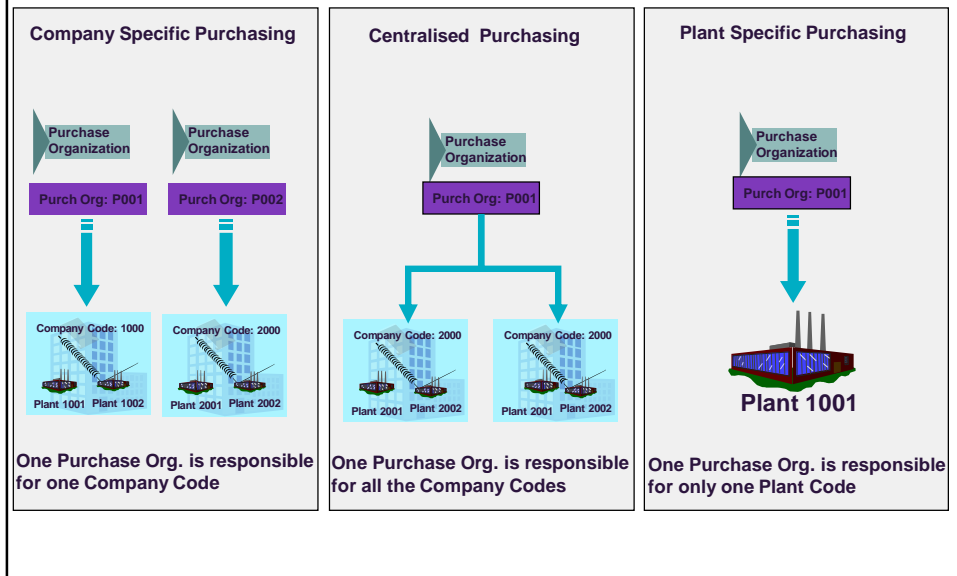 Company Specific Purchasing
Purchase
Organization
Purchase
Organization
Purch Org: P001
Purch Org: P002
Company Code: 1000
Company Code: 2000
Plant 1001
Plant 1002
Plant 2001
Plant 2002
One Purchase Org. is responsible
for one Company Code
Centralised Purchasing
Purchase
Organization
Purch Org: P001
Company Code: 2000
Company Code: 2000
Plant 2001
Plant 2002
Plant 2001
Plant 2002
One Purchase Org. is responsible
for all the Company Codes
Plant Specific Purchasing
Purchase
Organization
Purch Org: P001
Plant 1001
One Purchase Org. is responsible
for only one Plant Code